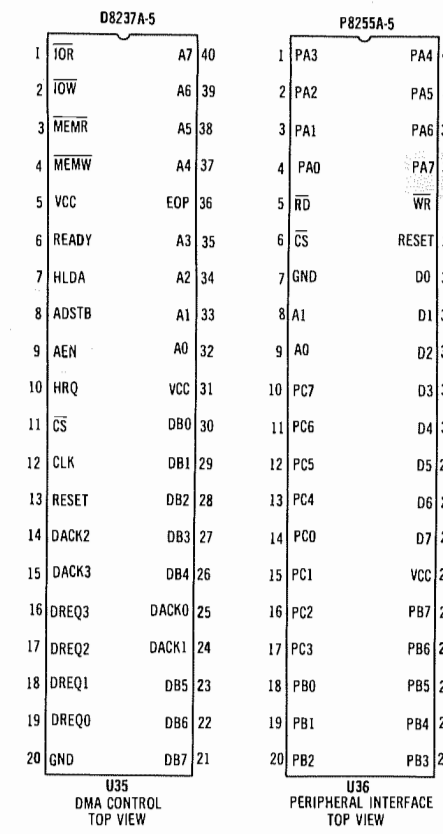 D8237A-5
1 IOR A7 40
2 IOW A6 39
3 MEMR A5 38
4 MEMW A4 37
5 VCC EOP 36
6 READY A3 35
7 HLDA A2 34
8 ADSTB A1 33
9 AEN A0 32
10 HRQ VCC 31
11 CS DB0 30
12 CLK DB1 29
13 RESET DB2 28
14 DACK2 DB3 27
15 DACK3 DB4 26
16 DREQ3 DACK0 25
17 DREQ2 DACK1 24
18 DREQ1 DB5 23
19 DREQ0 DB6 22
20 GND DB7 21
U35
DMA CONTROL
TOP VIEW
P8255A-5
1 PA3 PA4
2 PA2 PA5
3 PA1 PA6
4 PA0 PA7
5 RD WR
6 CS RESET
7 GND D0
8 A1 D1
9 A0 D2
10 PC7 D3
11 PC6 D4
12 PC5 D5
13 PC4 D6
14 PC0 D7
15 PC1 VCC
16 PC2 PB7
17 PC3 PB6
18 PB0 PB5
19 PB1 PB4
20 PB2 PB3
U36
PERIPHERAL INTERFACE
TOP VIEW